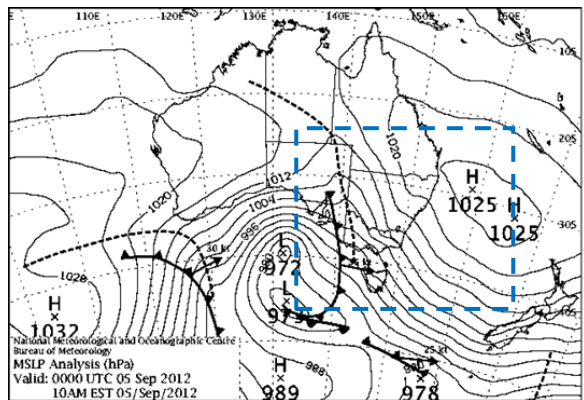 110E 120E 130E 140E 150E 160E
10S
20S
30S
40S
1020
1020
1012
1004
996
1028
988
H
1025
H
1025
L
972
L
H
1032
30 kt
25 kt
H
989
978
National Meteorological and Oceanographic Centre
Bureau of Meteorology
MSLP Analysis (hPa)
Valid: 0000 UTC 05 Sep 2012
10AM EST 05/Sep/2012